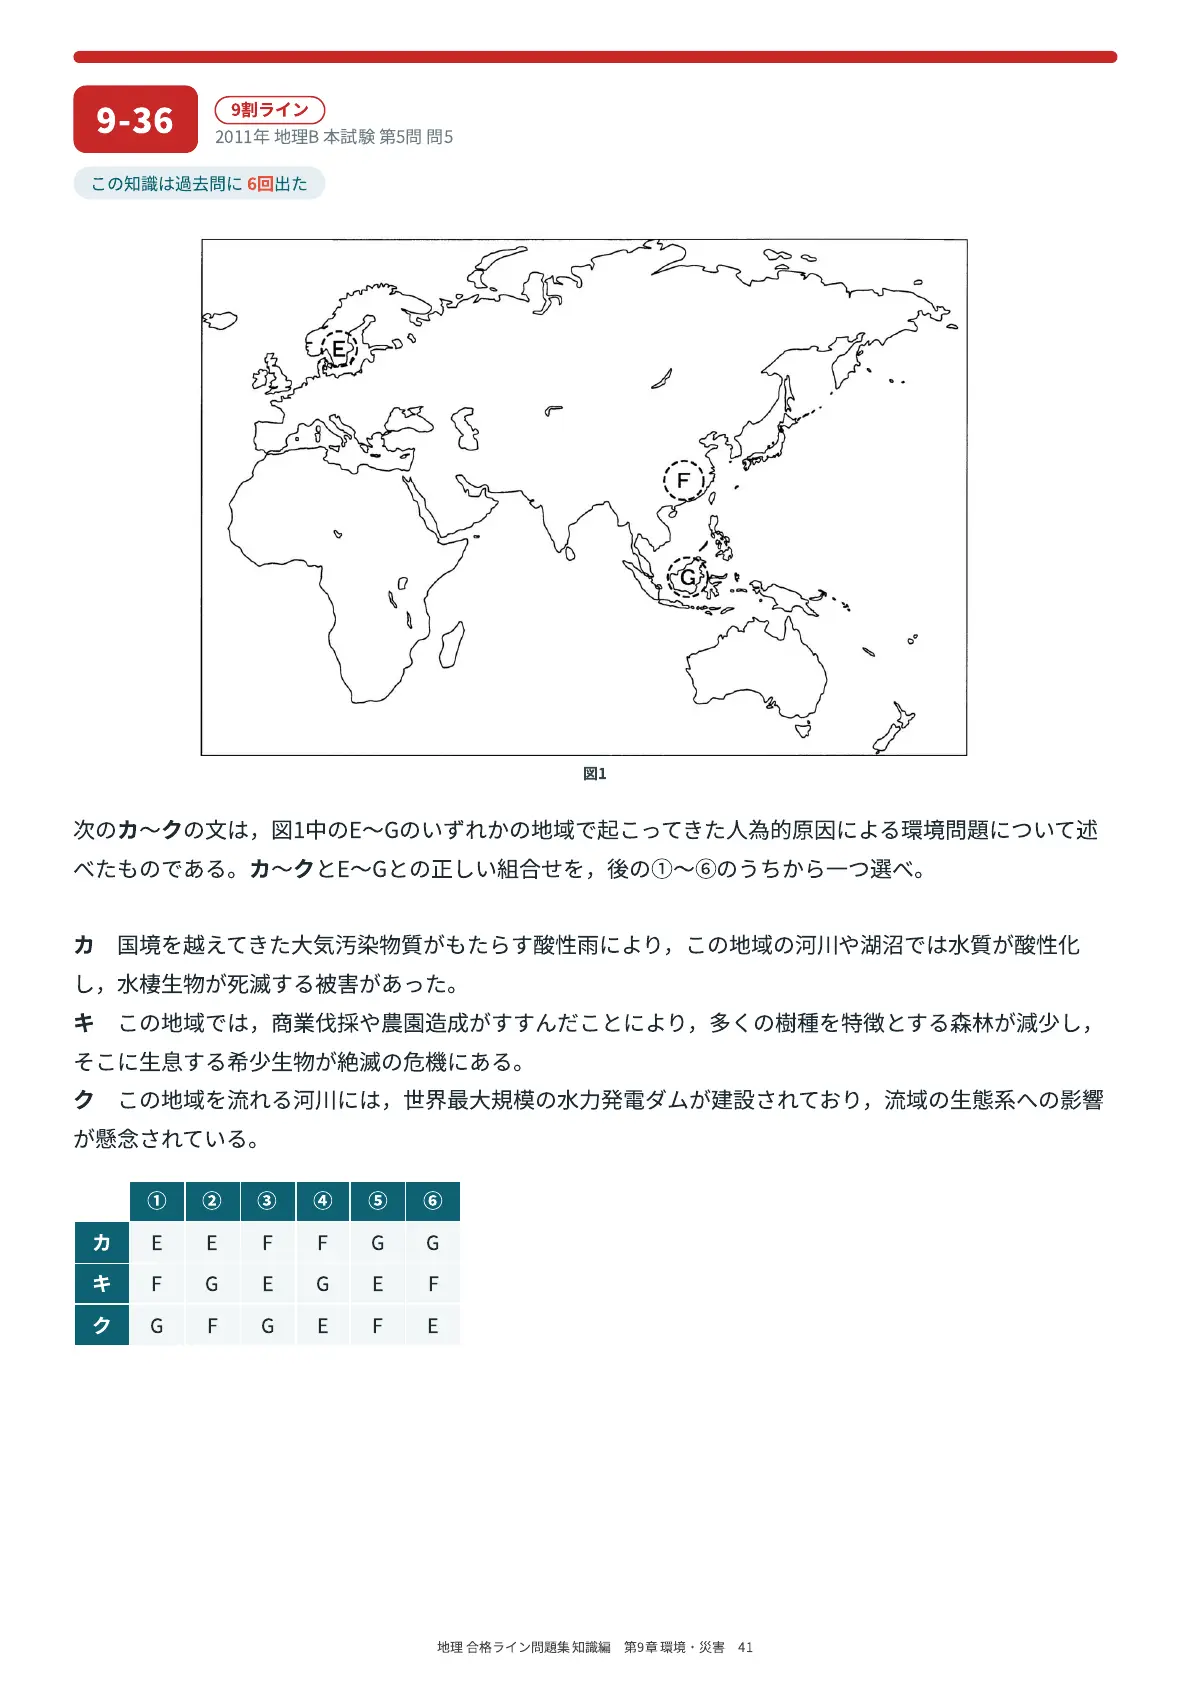 9-36
9割ライン
2011年 地理B 本試験 第5問 問5
この知識は過去問に 6回出た
E
F
G
図1
次のカ～クの文は，図1中のE～Gのいずれかの地域で起こってきた人為的原因による環境問題について述
べたものである。カ～クとE～Gとの正しい組合せを，後の①～⑥のうちから一つ選べ。
カ　国境を越えてきた大気汚染物質がもたらす酸性雨により，この地域の河川や湖沼では水質が酸性化
し，水棲生物が死滅する被害があった。
キ　この地域では，商業伐採や農園造成がすすんだことにより，多くの樹種を特徴とする森林が減少し，
そこに生息する希少生物が絶滅の危機にある。
ク　この地域を流れる河川には，世界最大規模の水力発電ダムが建設されており，流域の生態系への影響
が懸念されている。
① ② ③ ④ ⑤ ⑥
カ E E F F G G
キ F G E G E F
ク G F G E F E
地理 合格ライン問題集 知識編　第9章 環境・災害　41